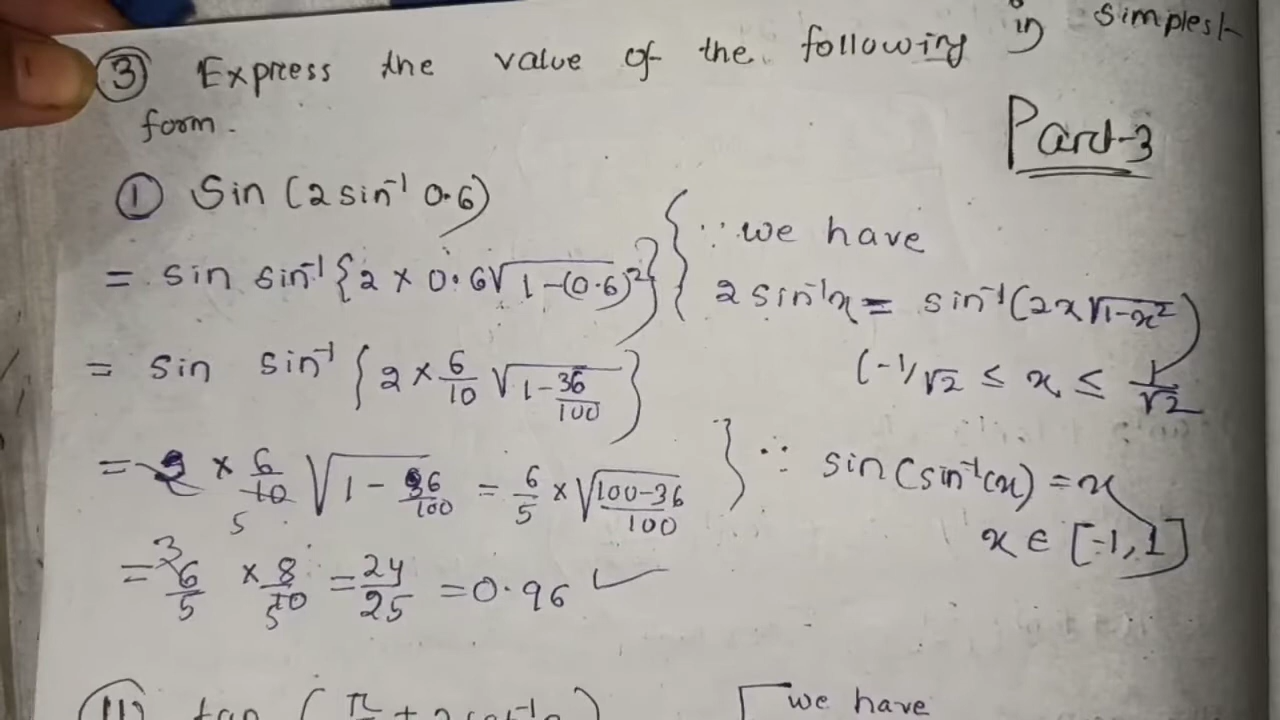 ③ Express the value of the following in simplest
form.
Part-3
① Sin (2 sin⁻¹ 0.6)
= sin sin⁻¹ {2 × 0.6√1-(0.6)²}
{ ∵ we have
2 sin⁻¹x = sin⁻¹(2x√1-x²)
(-1/√2 ≤ x ≤ 1/√2
= sin sin⁻¹ {2 × 6/10 √1-36/100}
= 2 × 6/10 √1-36/100 = 6/5 × √100-36/100
} ∵ sin(sin⁻¹(x) = x
x ∈ [-1, 1]
= 6/5 × 8/10 = 24/25 = 0.96 ✓
(11) tan (π
[we have